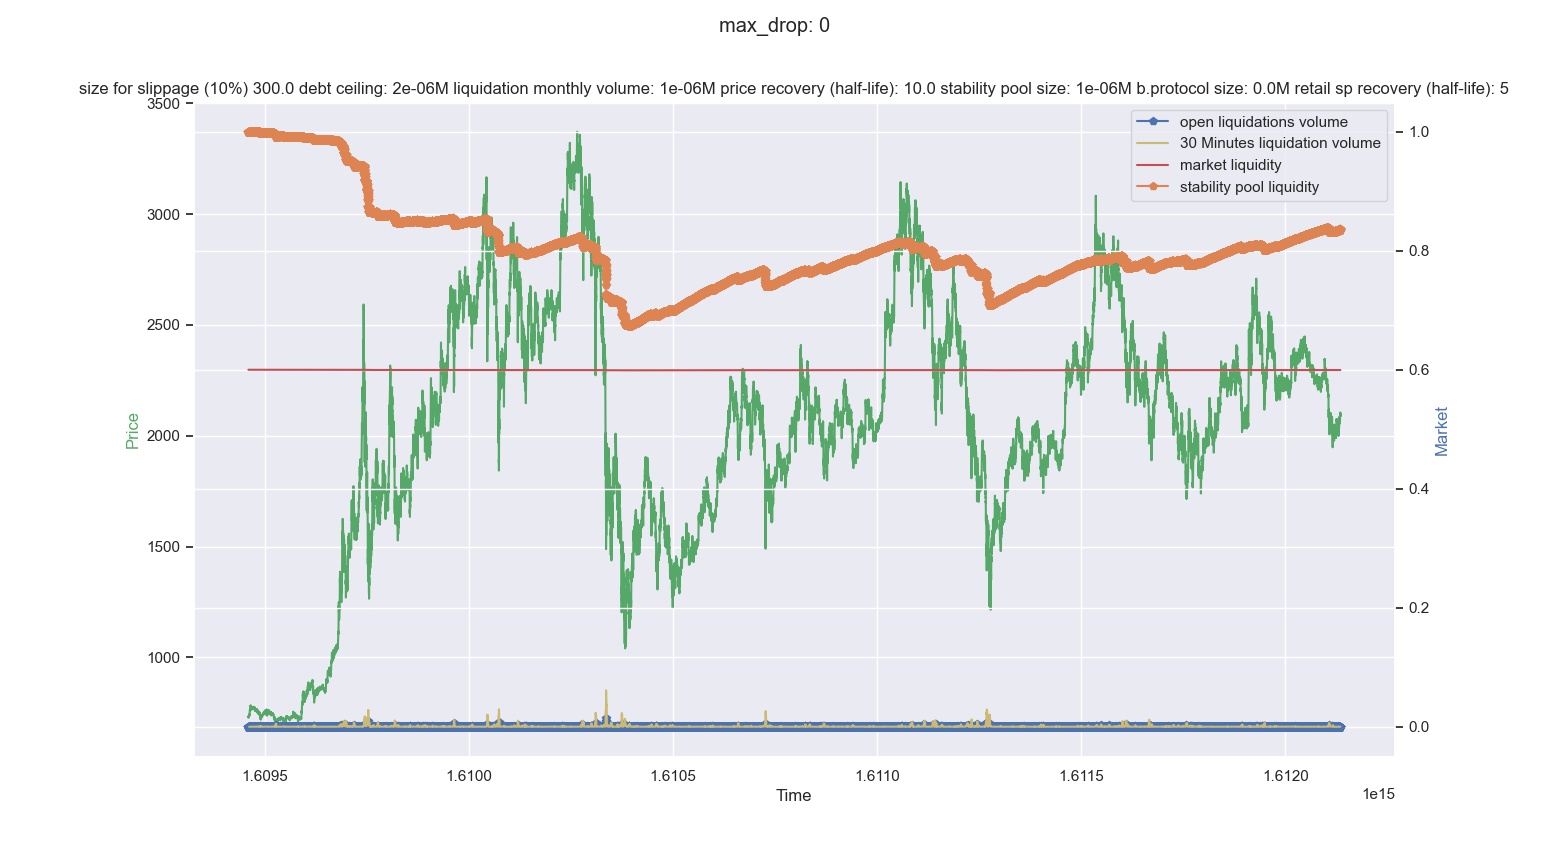 max_drop: 0
size for slippage (10%) 300.0 debt ceiling: 2e-06M liquidation monthly volume: 1e-06M price recovery (half-life): 10.0 stability pool size: 1e-06M b.protocol size: 0.0M retail sp recovery (half-life): 5
open liquidations volume
30 Minutes liquidation volume
market liquidity
stability pool liquidity
3500
3000
2500
2000
1500
1000
Price
1.0
0.8
0.6
0.4
0.2
0.0
Market
1.6095 1.6100 1.6105 1.6110 1.6115 1.6120
Time
1e15